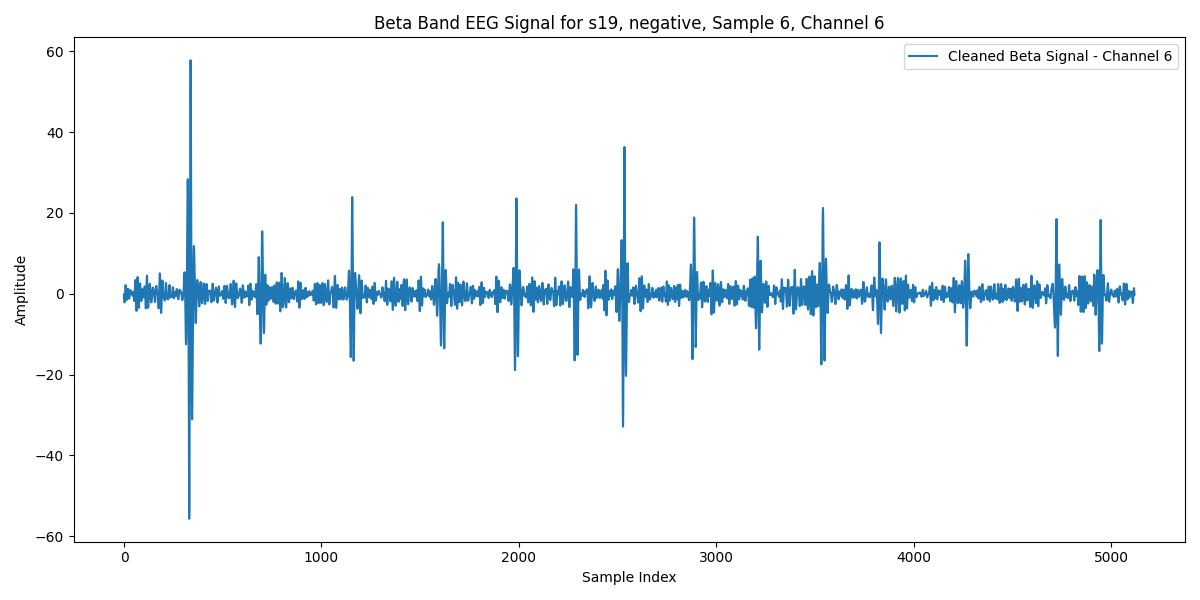 Beta Band EEG Signal for s19, negative, Sample 6, Channel 6
Cleaned Beta Signal - Channel 6
Amplitude
60
40
20
0
−20
−40
−60
0 1000 2000 3000 4000 5000
Sample Index